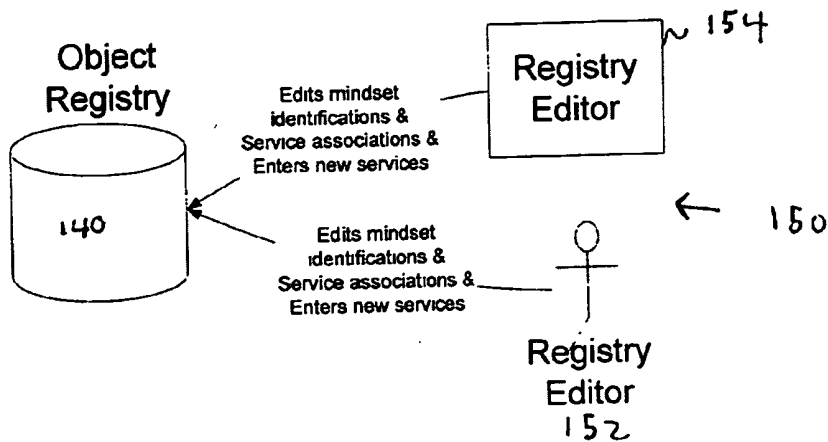 Object
Registry
140
Edits mindset
identifications &
Service associations &
Enters new services
Registry
Editor
154
150
Edits mindset
identifications &
Service associations &
Enters new services
Registry
Editor
152